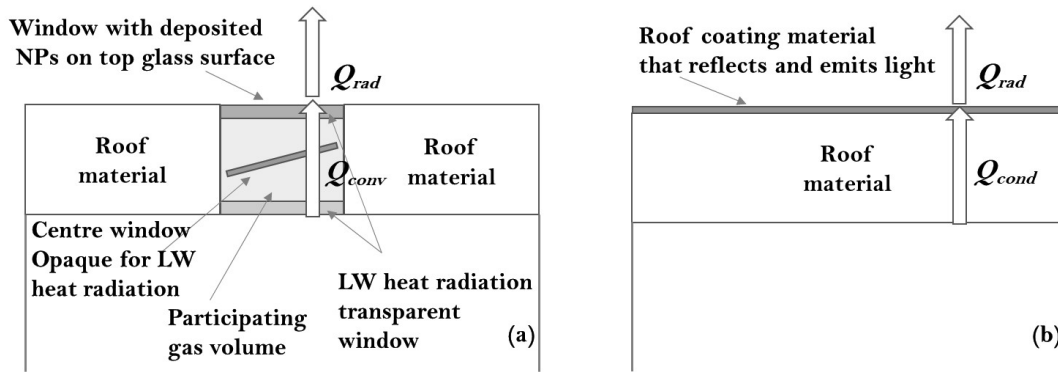 Window with deposited
NPs on top glass surface
Qrad
Roof
material
Roof
material
Qconv
Centre window
Opaque for LW
heat radiation
Participating
gas volume
LW heat radiation
transparent
window
(a)
Roof coating material
that reflects and emits light
Qrad
Roof
material
Qcond
(b)